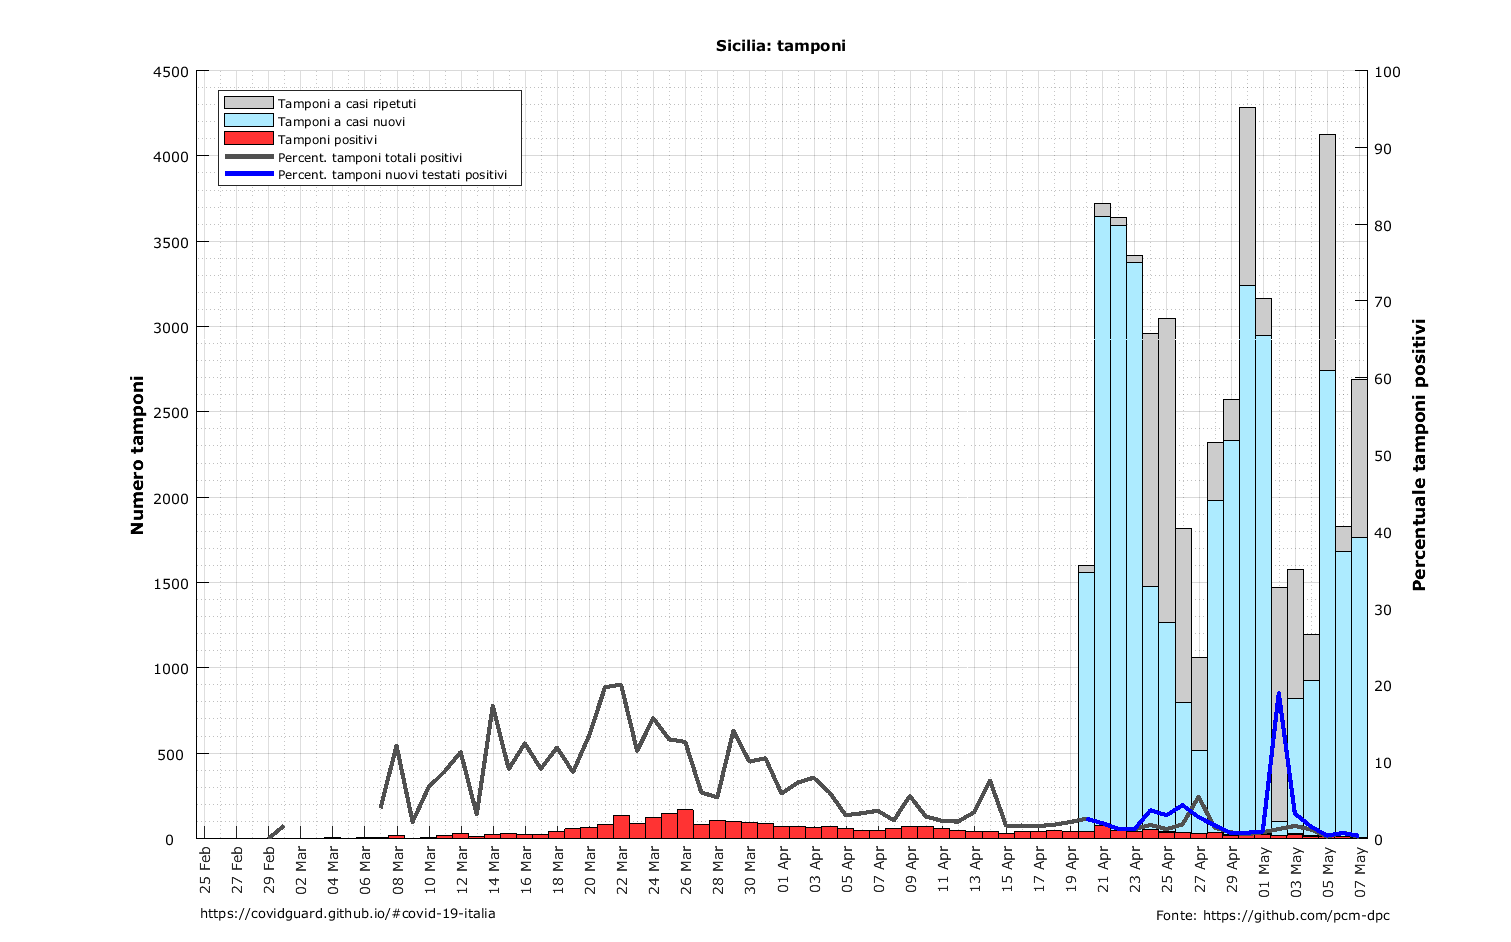 Sicilia: tamponi
4500
4000
3500
3000
2500
2000
1500
1000
500
0
Numero tamponi
Tamponi a casi ripetuti
Tamponi a casi nuovi
Tamponi positivi
Percent. tamponi totali positivi
Percent. tamponi nuovi testati positivi
100
90
80
70
60
50
40
30
20
10
0
Percentuale tamponi positivi
25 Feb
27 Feb
29 Feb
02 Mar
04 Mar
06 Mar
08 Mar
10 Mar
12 Mar
14 Mar
16 Mar
18 Mar
20 Mar
22 Mar
24 Mar
26 Mar
28 Mar
30 Mar
01 Apr
03 Apr
05 Apr
07 Apr
09 Apr
11 Apr
13 Apr
15 Apr
17 Apr
19 Apr
21 Apr
23 Apr
25 Apr
27 Apr
29 Apr
01 May
03 May
05 May
07 May
https://covidguard.github.io/#covid-19-italia
Fonte: https://github.com/pcm-dpc